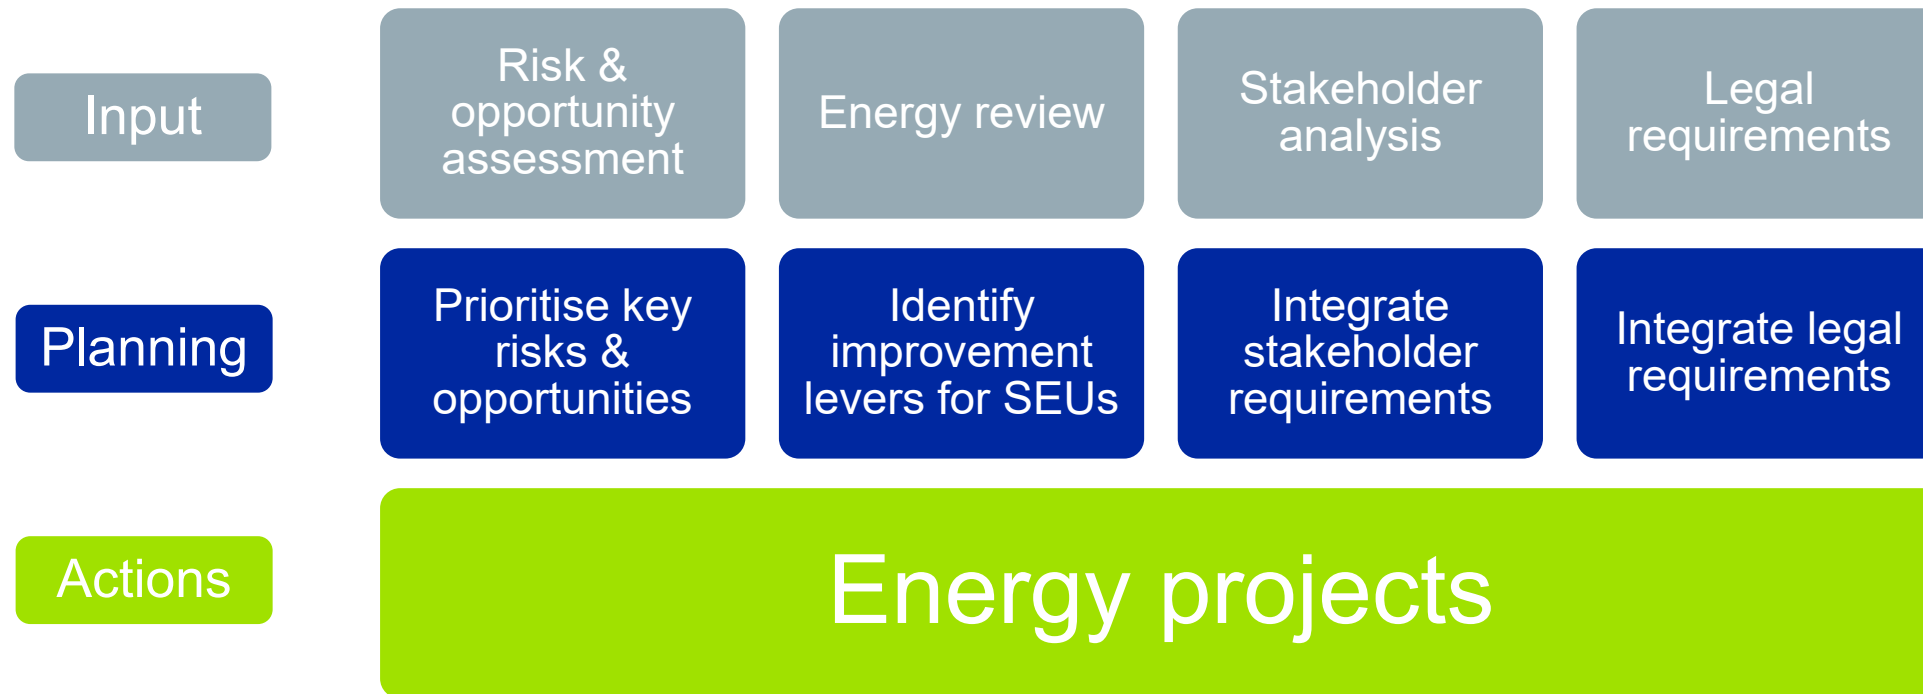 Input
Risk &
opportunity
assessment
Energy review
Stakeholder
analysis
Legal
requirements
Planning
Prioritise key
risks &
opportunities
Identify
improvement
levers for SEUs
Integrate
stakeholder
requirements
Integrate legal
requirements
Actions
Energy projects